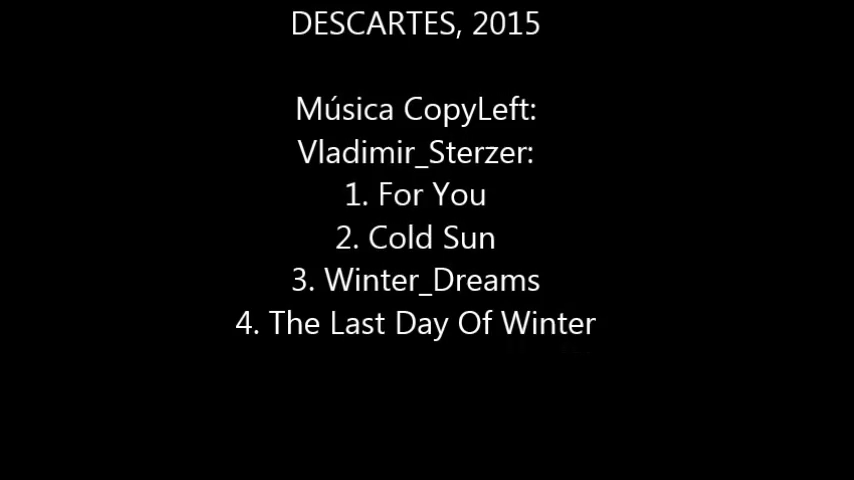 DESCARTES, 2015
Música CopyLeft:
Vladimir_Sterzer:
1. For You
2. Cold Sun
3. Winter_Dreams
4. The Last Day Of Winter